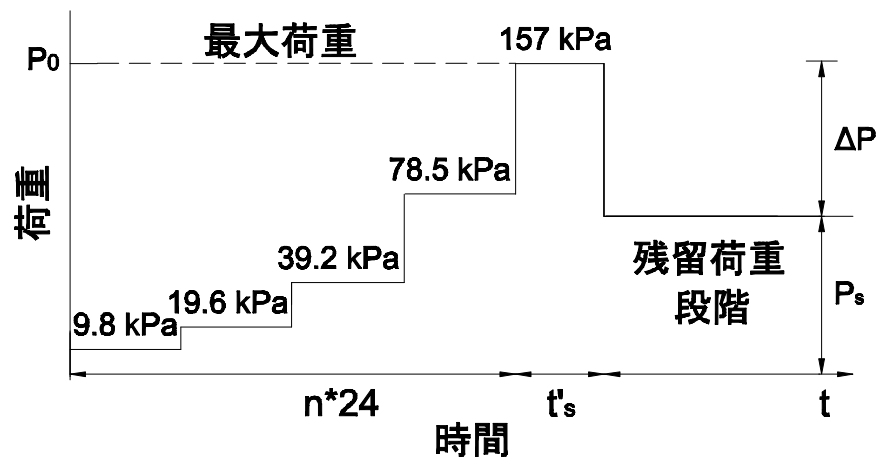 最大荷重
157 kPa
P₀
ΔP
78.5 kPa
荷重
39.2 kPa
残留荷重
段階
Pₛ
19.6 kPa
9.8 kPa
n*24
t'ₛ
t
時間